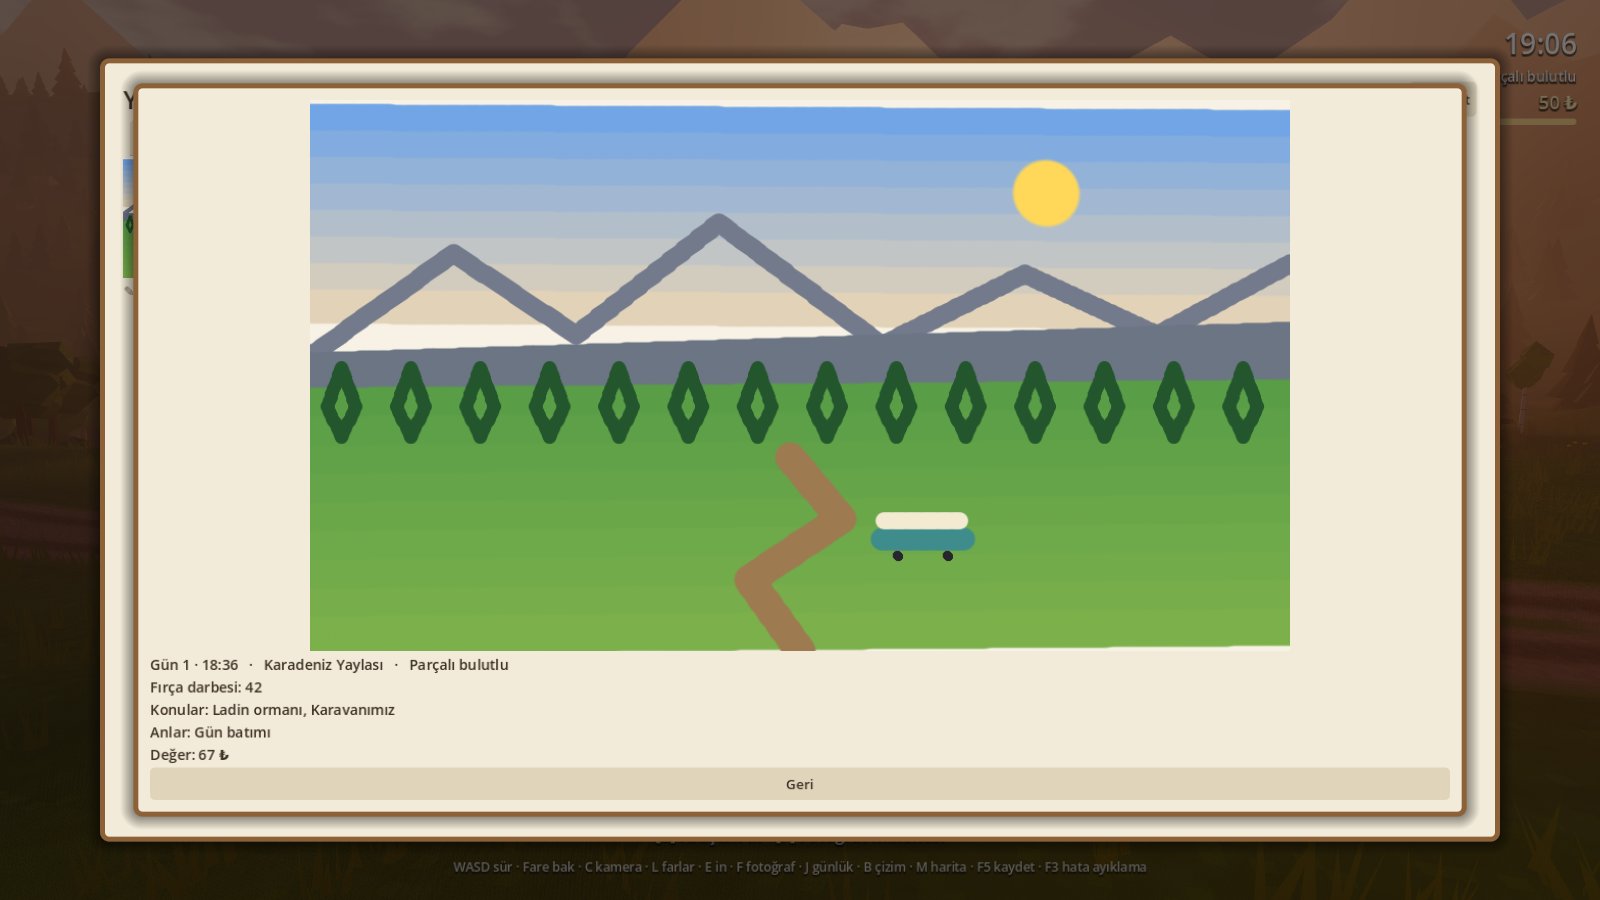 19:06
çalı bulutlu
50 ₺
Gün 1 · 18:36 · Karadeniz Yaylası · Parçalı bulutlu
Fırça darbesi: 42
Konular: Ladin ormanı, Karavanımız
Anlar: Gün batımı
Değer: 67 ₺
Geri
WASD sür · Fare bak · C kamera · L farlar · E in · F fotoğraf · J günlük · B çizim · M harita · F5 kaydet · F3 hata ayıklama